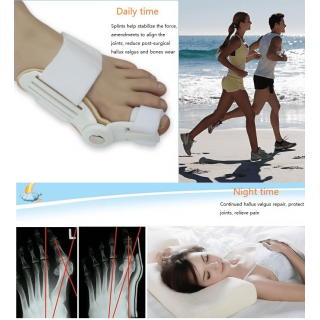 Daily time
Splints help stabilize the force,
amendments to align the
joints, reduce post-surgical
hallux valgus and bones wear
Night time
Continued hallux valgus repair, protect
joints, relieve pain
L